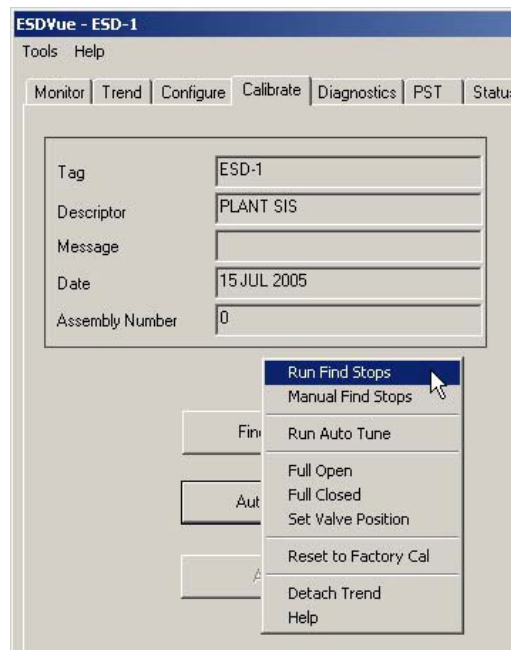 ESDVue - ESD-1
Tools Help
Monitor Trend Configure Calibrate Diagnostics PST Statu
Tag ESD-1
Descriptor PLANT SIS
Message
Date 15 JUL 2005
Assembly Number 0
Run Find Stops
Manual Find Stops
Fin
Run Auto Tune
Full Open
Aut
Full Closed
Set Valve Position
Reset to Factory Cal
A
Detach Trend
Help